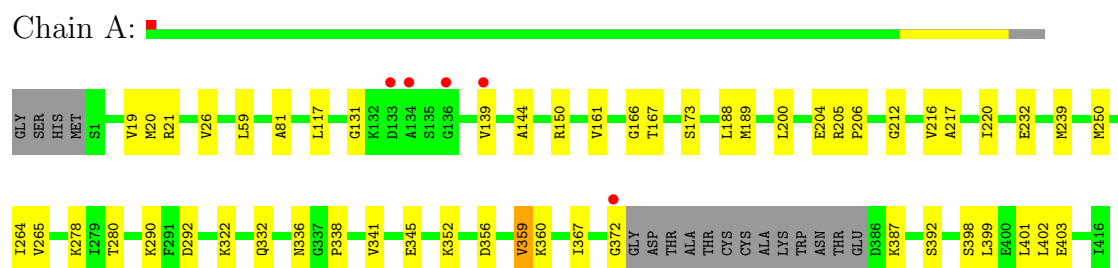 Chain A:
GLY SER HIS MET S1 V19 M20 R21 V26 L59 A81 L117 G131 K132 D133 A134 S135 G136 V139 A144 R150 V161 G166 T167 S173 L188 M189 L200 E204 R205 P206 G212 V216 A217 I220 E232 M239 M250
I264 V265 K278 I279 T280 K290 F291 D292 K322 Q332 N336 G337 P338 V341 E345 K352 D356 V359 K360 I367 G372 GLY ASP THR ALA THR CYS CYS ALA LYS TRP ASN THR GLU D386 K387 S392 S398 L399 E400 L401 L402 E403 I416